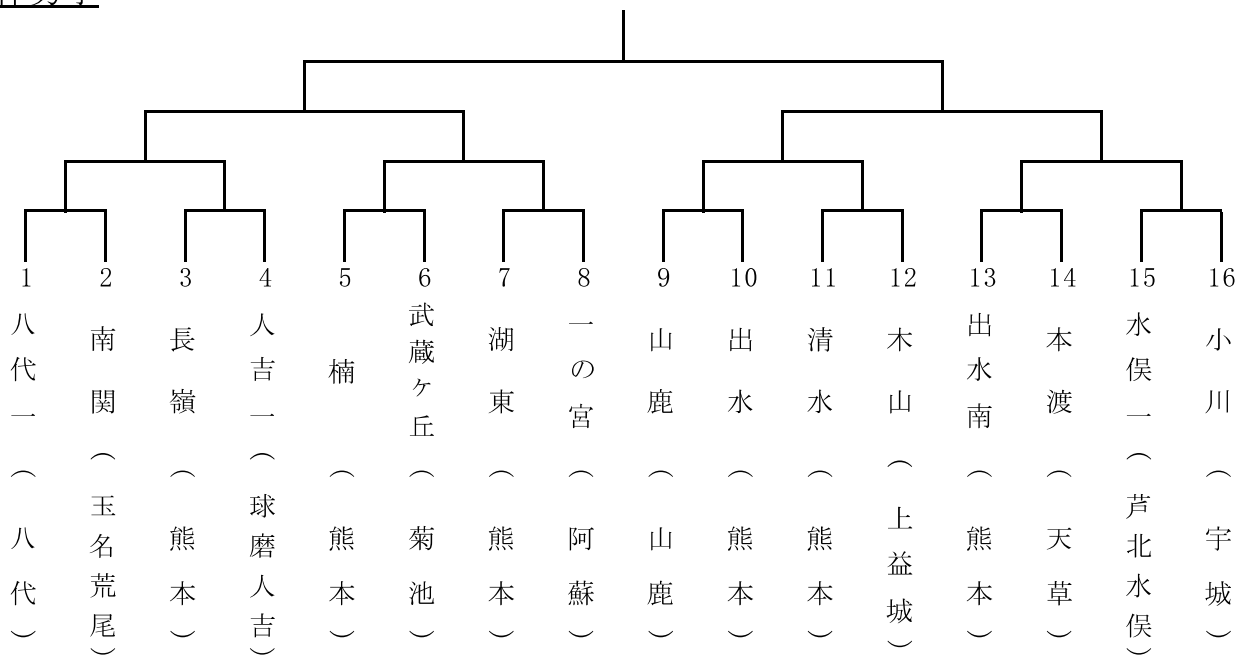 1 2 3 4 5 6 7 8 9 10 11 12 13 14 15 16
八代一（八代）
南関（玉名荒尾）
長嶺（熊本）
人吉一（球磨人吉）
楠（熊本）
武蔵ヶ丘（菊池）
湖東（熊本）
一の宮（阿蘇）
山鹿（山鹿）
出水（熊本）
清水（熊本）
木山（上益城）
出水南（熊本）
本渡（天草）
水俣一（芦北水俣）
小川（宇城）